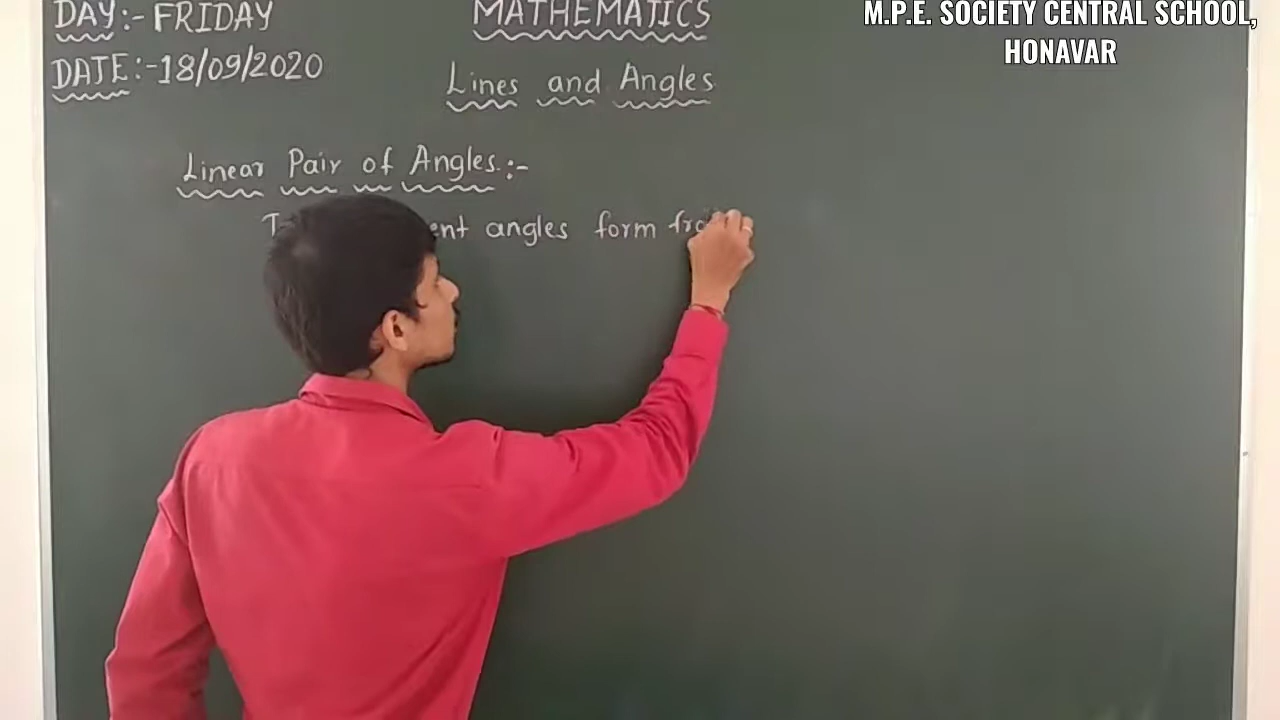 DAY:- FRIDAY
DATE:-18/09/2020
MATHEMATICS
Lines and Angles
M.P.E. SOCIETY CENTRAL SCHOOL,
HONAVAR
Linear Pair of Angles:-
angles form